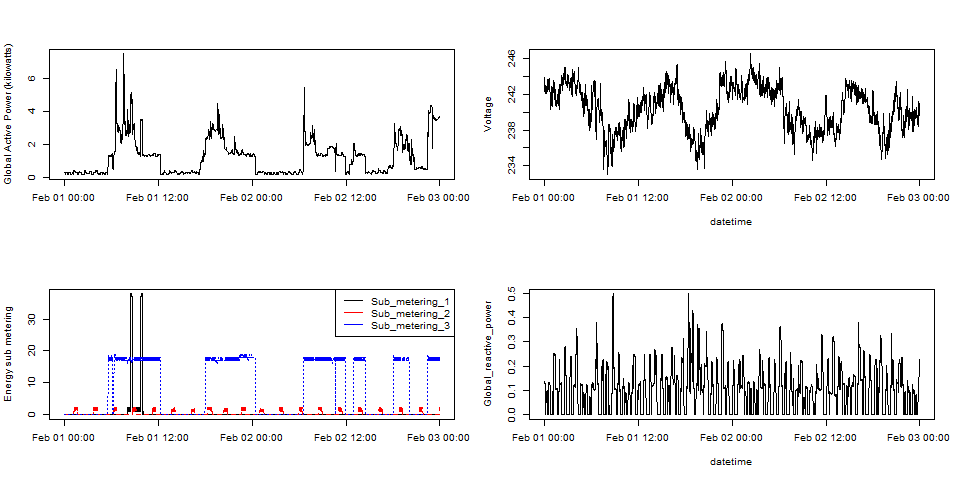 Global Active Power (kilowatts)
0 2 4 6
Feb 01 00:00 Feb 01 12:00 Feb 02 00:00 Feb 02 12:00 Feb 03 00:00
Voltage
234 238 242 246
Feb 01 00:00 Feb 01 12:00 Feb 02 00:00 Feb 02 12:00 Feb 03 00:00
datetime
Energy sub metering
0 10 20 30
Sub_metering_1
Sub_metering_2
Sub_metering_3
Feb 01 00:00 Feb 01 12:00 Feb 02 00:00 Feb 02 12:00 Feb 03 00:00
Global_reactive_power
0.0 0.1 0.2 0.3 0.4 0.5
Feb 01 00:00 Feb 01 12:00 Feb 02 00:00 Feb 02 12:00 Feb 03 00:00
datetime